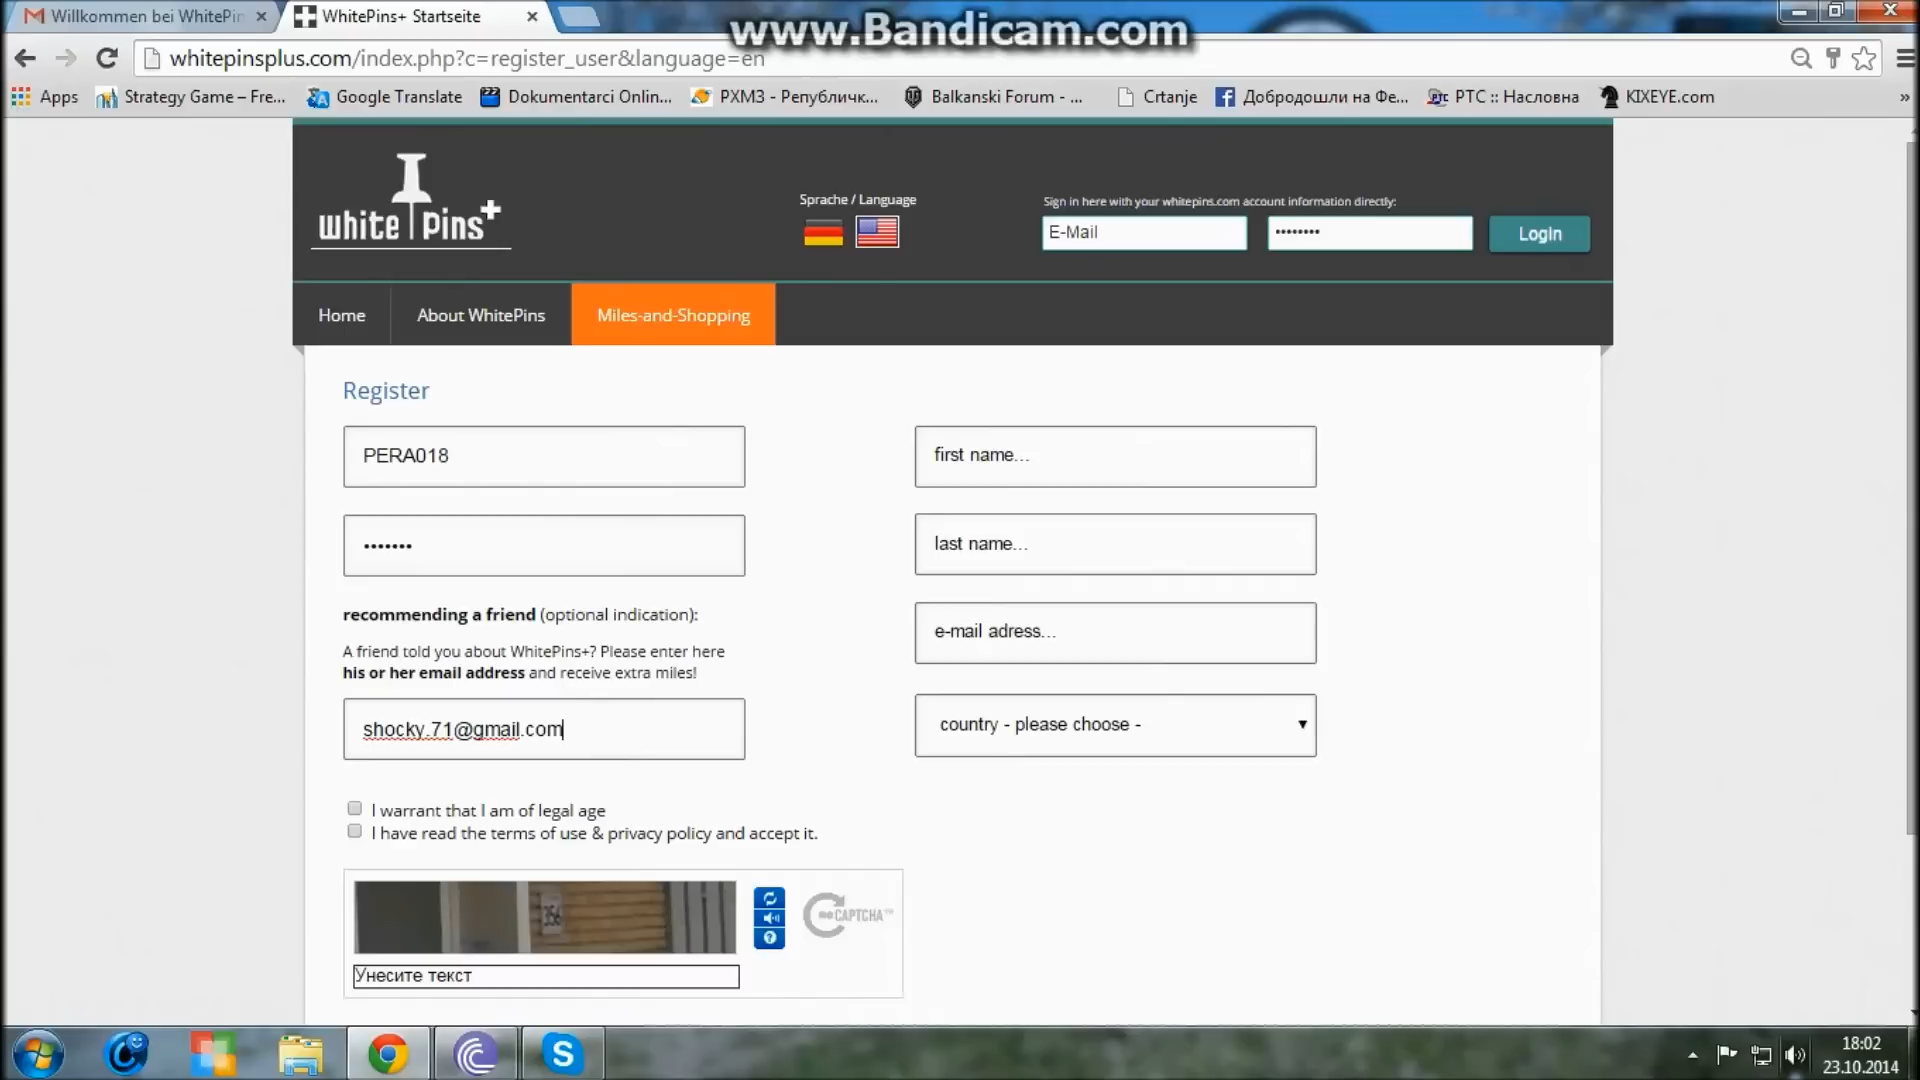 Willkommen bei WhitePin
WhitePins+ Startseite
www.Bandicam.com
whitepinsplus.com/index.php?c=register_user&language=en
Apps
Strategy Game – Fre...
Google Translate
Dokumentarci Onlin...
РХМЗ - Републичк...
Balkanski Forum - ...
Crtanje
Добродошли на Фе...
РТС :: Насловна
KIXEYE.com
»
white Pins+
Sprache / Language
Sign in here with your whitepins.com account information directly:
E-Mail
••••••••
Login
Home
About WhitePins
Miles-and-Shopping
Register
PERA018
first name...
•••••••
last name...
recommending a friend (optional indication):
e-mail adress...
A friend told you about WhitePins+? Please enter here
his or her email address and receive extra miles!
shocky.71@gmail.com
country - please choose -
I warrant that I am of legal age
I have read the terms of use & privacy policy and accept it.
356
reCAPTCHA™
Унесите текст
18:02
23.10.2014